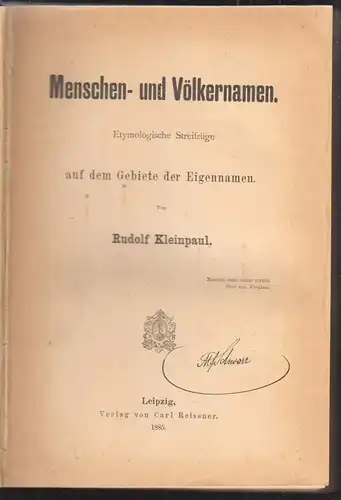 Menschen- und Völkernamen.
Etymologische Streifzüge
auf dem Gebiete der Eigennamen.
Von
Rudolf Kleinpaul.
Leipzig,
Verlag von Carl Reissner.
1885.